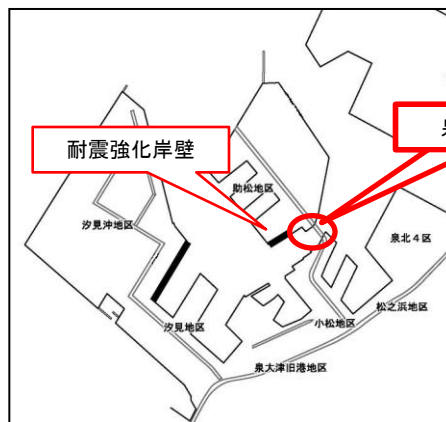 耐震強化岸壁
助松地区
汐見沖地区
泉北４区
松之浜地区
小松地区
汐見地区
泉大津旧港地区